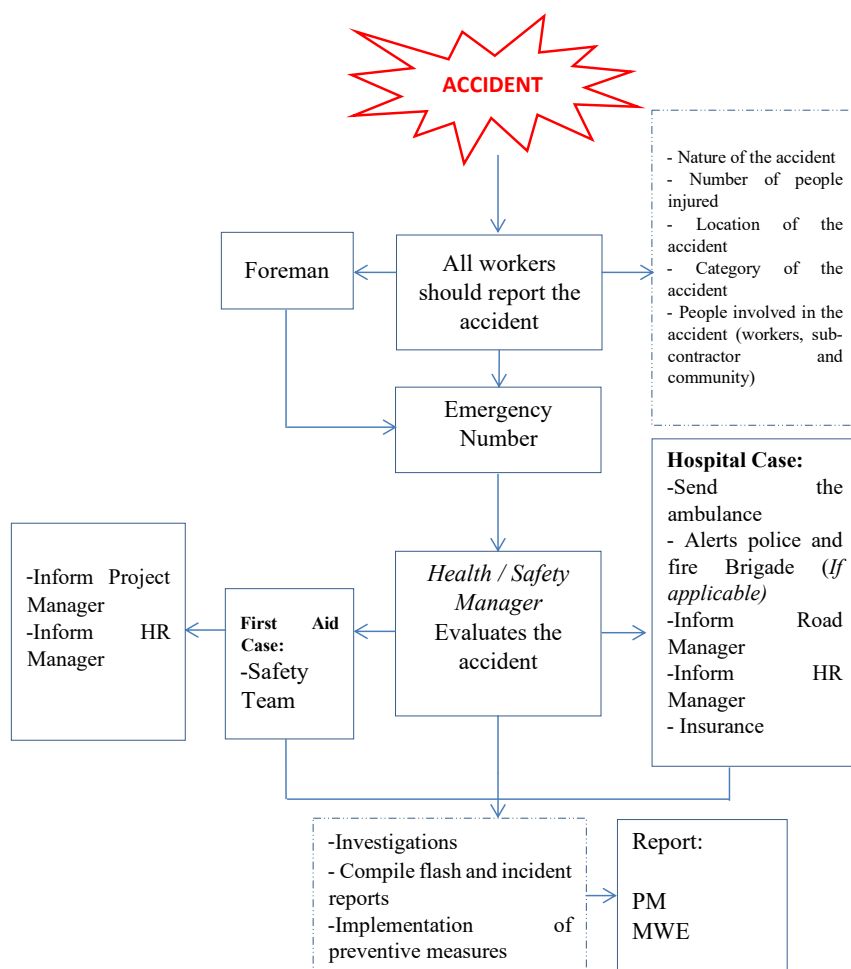 ACCIDENT
- Nature of the accident
- Number of people
injured
- Location of the
accident
- Category of the
accident
- People involved in the
accident (workers, sub-
contractor and
community)
Foreman
All workers
should report the
accident
Emergency
Number
Hospital Case:
-Send the
ambulance
- Alerts police and
fire Brigade (If
applicable)
-Inform Road
Manager
-Inform HR
Manager
- Insurance
-Inform Project
Manager
-Inform HR
Manager
First Aid
Case:
-Safety
Team
Health / Safety
Manager
Evaluates the
accident
-Investigations
- Compile flash and incident
reports
-Implementation of
preventive measures
Report:
PM
MWE